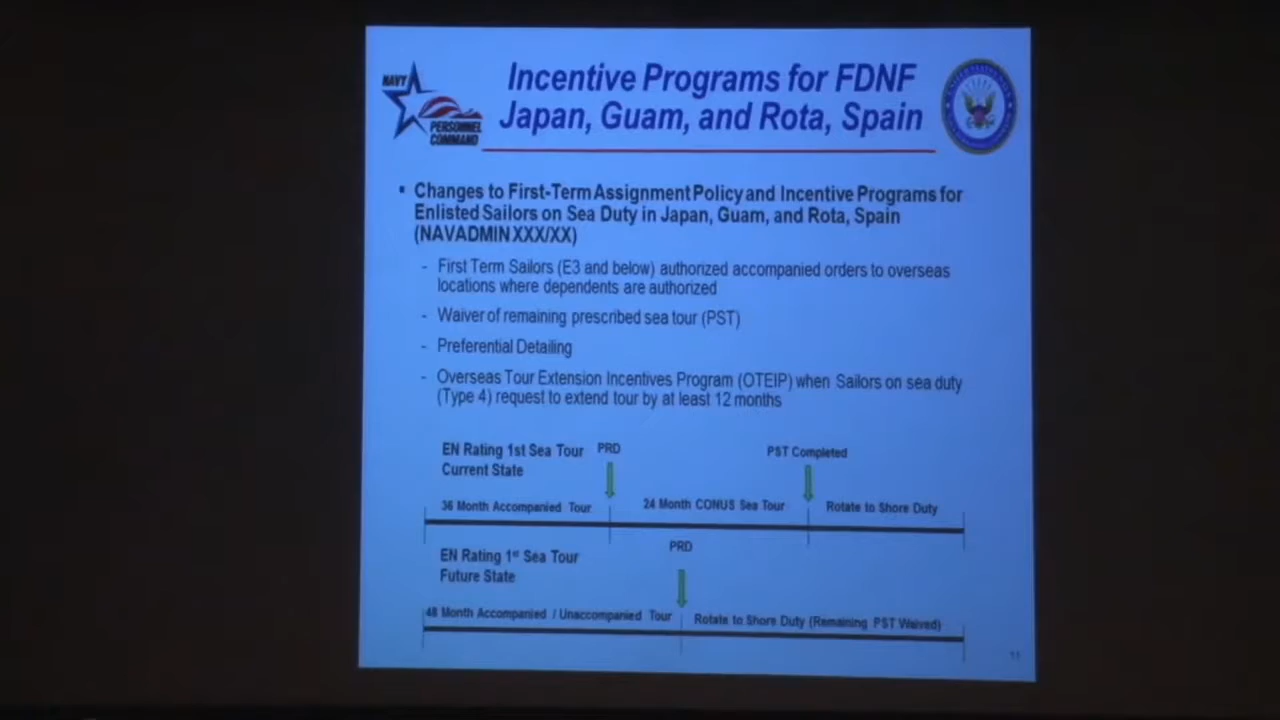 NAVY
PERSONNEL
COMMAND
Incentive Programs for FDNF
Japan, Guam, and Rota, Spain
▪ Changes to First-Term Assignment Policy and Incentive Programs for
Enlisted Sailors on Sea Duty in Japan, Guam, and Rota, Spain
(NAVADMIN XXX/XX)
- First Term Sailors (E3 and below) authorized accompanied orders to overseas
locations where dependents are authorized
- Waiver of remaining prescribed sea tour (PST)
- Preferential Detailing
- Overseas Tour Extension Incentives Program (OTEIP) when Sailors on sea duty
(Type 4) request to extend tour by at least 12 months
EN Rating 1st Sea Tour
Current State
PRD
PST Completed
36 Month Accompanied Tour
24 Month CONUS Sea Tour
Rotate to Shore Duty
EN Rating 1st Sea Tour
Future State
PRD
48 Month Accompanied / Unaccompanied Tour
Rotate to Shore Duty (Remaining PST Waived)
11